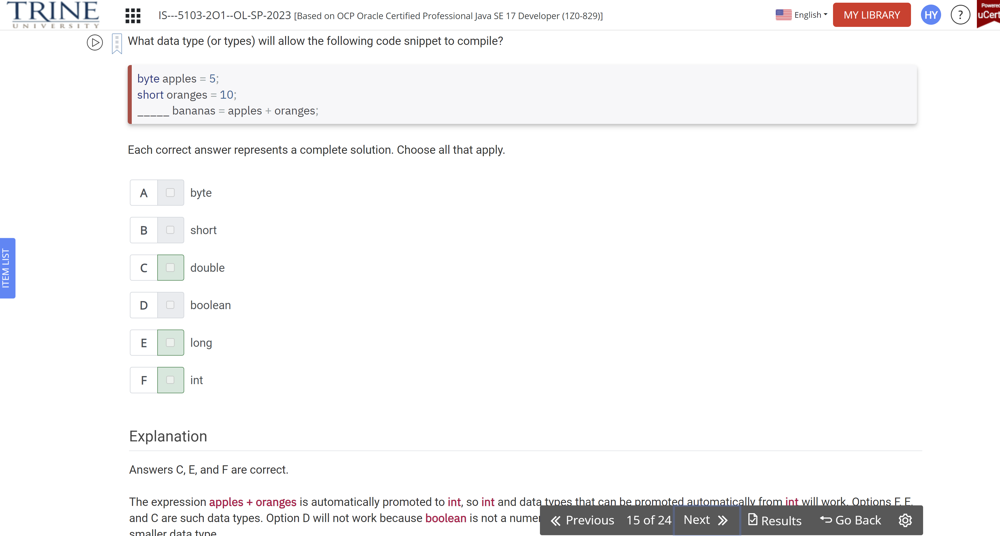 TRINE
UNIVERSITY
IS---5103-2O1--OL-SP-2023 [Based on OCP Oracle Certified Professional Java SE 17 Developer (1Z0-829)]
English
MY LIBRARY
HY
?
Powered
uCert
What data type (or types) will allow the following code snippet to compile?
byte apples = 5;
short oranges = 10;
_____ bananas = apples + oranges;
Each correct answer represents a complete solution. Choose all that apply.
A byte
B short
C double
D boolean
E long
F int
ITEM LIST
Explanation
Answers C, E, and F are correct.
The expression apples + oranges is automatically promoted to int, so int and data types that can be promoted automatically from int will work. Options F, E,
and C are such data types. Option D will not work because boolean is not a numer
smaller data type.
Previous 15 of 24 Next Results Go Back